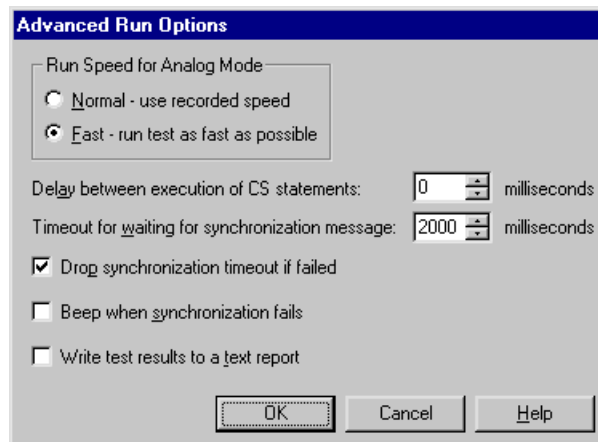 Advanced Run Options
Run Speed for Analog Mode
Normal - use recorded speed
Fast - run test as fast as possible
Delay between execution of CS statements: 0 milliseconds
Timeout for waiting for synchronization message: 2000 milliseconds
Drop synchronization timeout if failed
Beep when synchronization fails
Write test results to a text report
OK Cancel Help